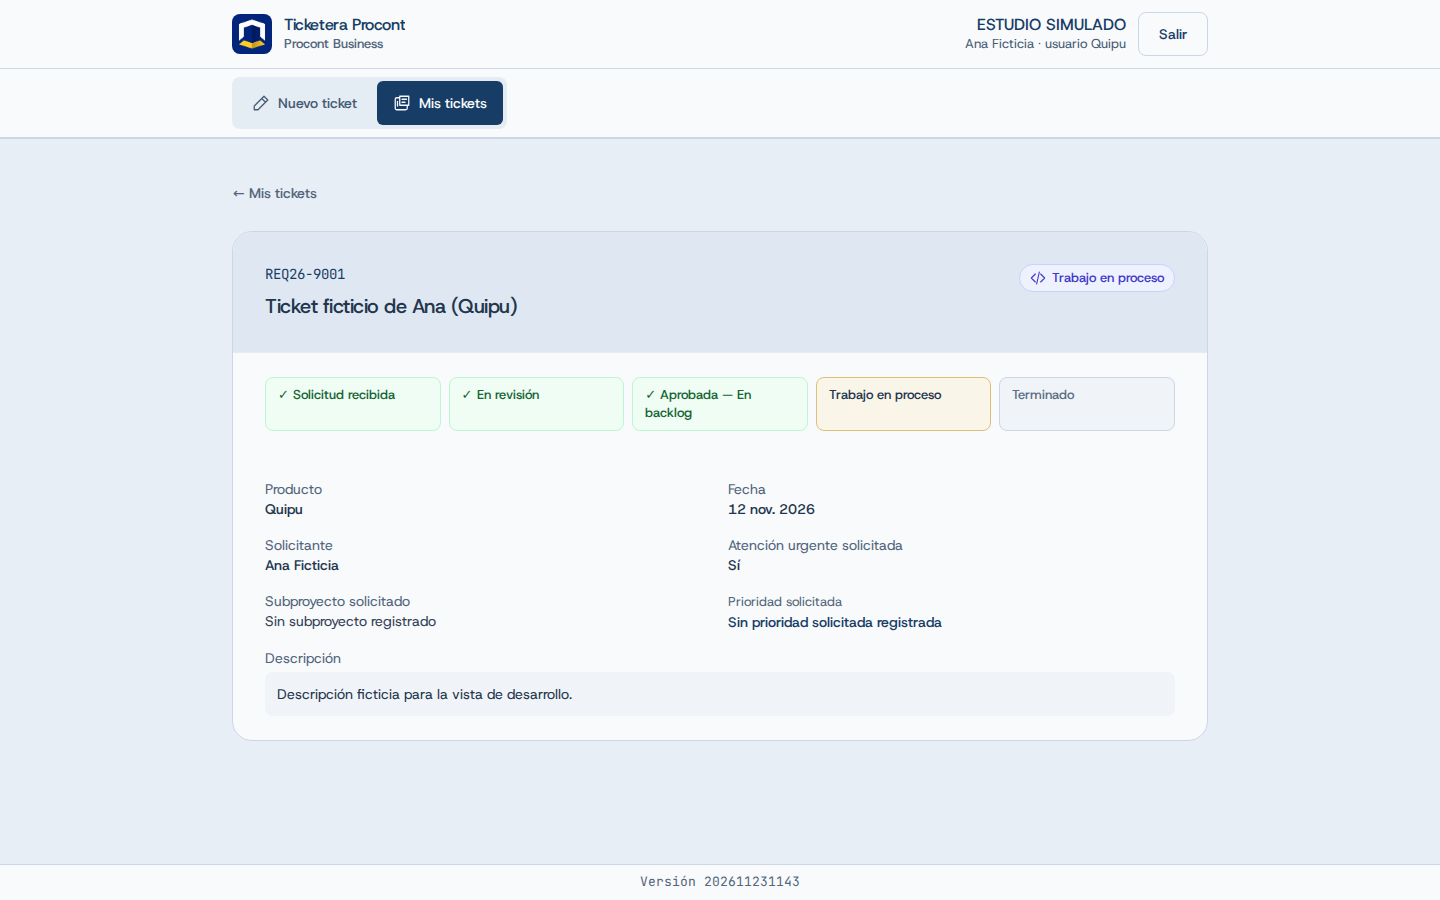 Ticketera Procont
Procont Business
ESTUDIO SIMULADO
Ana Ficticia · usuario Quipu
Salir
Nuevo ticket
Mis tickets
← Mis tickets
REQ26-9001
Trabajo en proceso
Ticket ficticio de Ana (Quipu)
✓ Solicitud recibida
✓ En revisión
✓ Aprobada — En
backlog
Trabajo en proceso
Terminado
Producto
Quipu
Fecha
12 nov. 2026
Solicitante
Ana Ficticia
Atención urgente solicitada
Sí
Subproyecto solicitado
Sin subproyecto registrado
Prioridad solicitada
Sin prioridad solicitada registrada
Descripción
Descripción ficticia para la vista de desarrollo.
Versión 202611231143